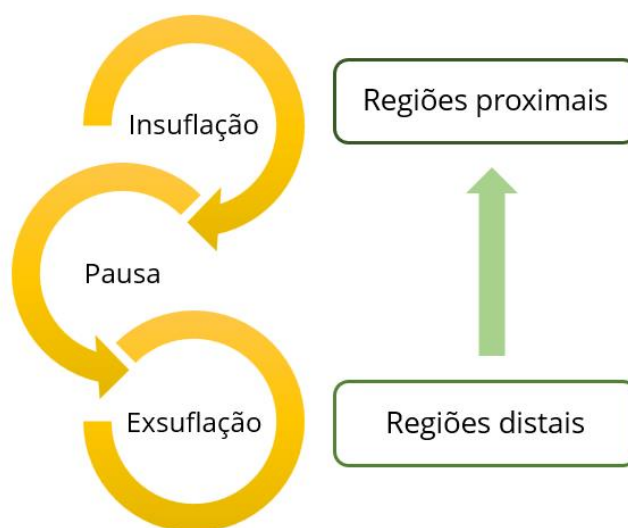 Insuflação
Regiões proximais
Pausa
Exsuflação
Regiões distais